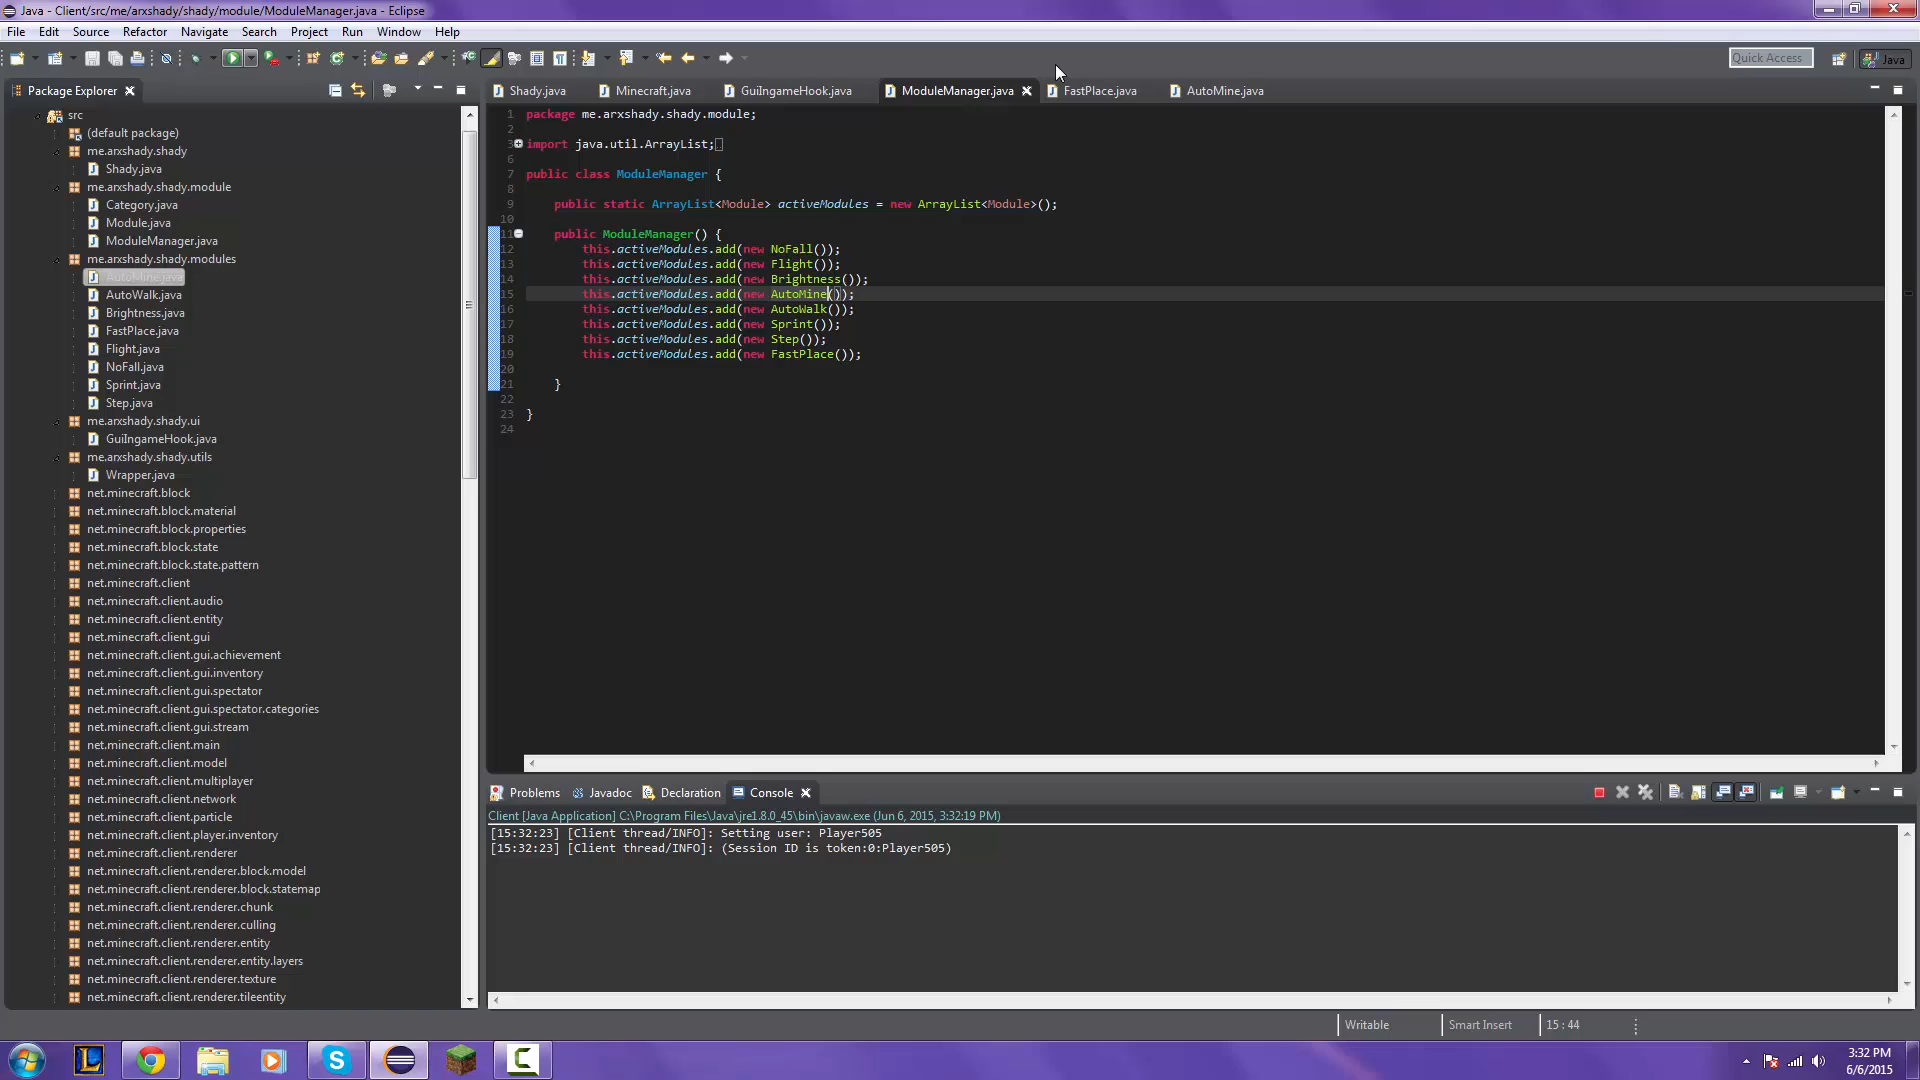 Java - Client/src/me/arxshady/shady/module/ModuleManager.java - Eclipse
File Edit Source Refactor Navigate Search Project Run Window Help
Quick Access
Java
Package Explorer
src
(default package)
me.arxshady.shady
Shady.java
me.arxshady.shady.module
Category.java
Module.java
ModuleManager.java
me.arxshady.shady.modules
AutoMine.java
AutoWalk.java
Brightness.java
FastPlace.java
Flight.java
NoFall.java
Sprint.java
Step.java
me.arxshady.shady.ui
GuiIngameHook.java
me.arxshady.shady.utils
Wrapper.java
net.minecraft.block
net.minecraft.block.material
net.minecraft.block.properties
net.minecraft.block.state
net.minecraft.block.state.pattern
net.minecraft.client
net.minecraft.client.audio
net.minecraft.client.entity
net.minecraft.client.gui
net.minecraft.client.gui.achievement
net.minecraft.client.gui.inventory
net.minecraft.client.gui.spectator
net.minecraft.client.gui.spectator.categories
net.minecraft.client.gui.stream
net.minecraft.client.main
net.minecraft.client.model
net.minecraft.client.multiplayer
net.minecraft.client.network
net.minecraft.client.particle
net.minecraft.client.player.inventory
net.minecraft.client.renderer
net.minecraft.client.renderer.block.model
net.minecraft.client.renderer.block.statemap
net.minecraft.client.renderer.chunk
net.minecraft.client.renderer.culling
net.minecraft.client.renderer.entity
net.minecraft.client.renderer.entity.layers
net.minecraft.client.renderer.texture
net.minecraft.client.renderer.tileentity
Shady.java Minecraft.java GuiIngameHook.java ModuleManager.java FastPlace.java AutoMine.java
1 package me.arxshady.shady.module;
2
3 import java.util.ArrayList;
6
7 public class ModuleManager {
8
9 public static ArrayList<Module> activeModules = new ArrayList<Module>();
10
11 public ModuleManager() {
12 this.activeModules.add(new NoFall());
13 this.activeModules.add(new Flight());
14 this.activeModules.add(new Brightness());
15 this.activeModules.add(new AutoMine());
16 this.activeModules.add(new AutoWalk());
17 this.activeModules.add(new Sprint());
18 this.activeModules.add(new Step());
19 this.activeModules.add(new FastPlace());
20
21 }
22
23 }
24
Problems Javadoc Declaration Console
Client [Java Application] C:\Program Files\Java\jre1.8.0_45\bin\javaw.exe (Jun 6, 2015, 3:32:19 PM)
[15:32:23] [Client thread/INFO]: Setting user: Player505
[15:32:23] [Client thread/INFO]: (Session ID is token:0:Player505)
Writable Smart Insert 15 : 44
3:32 PM
6/6/2015